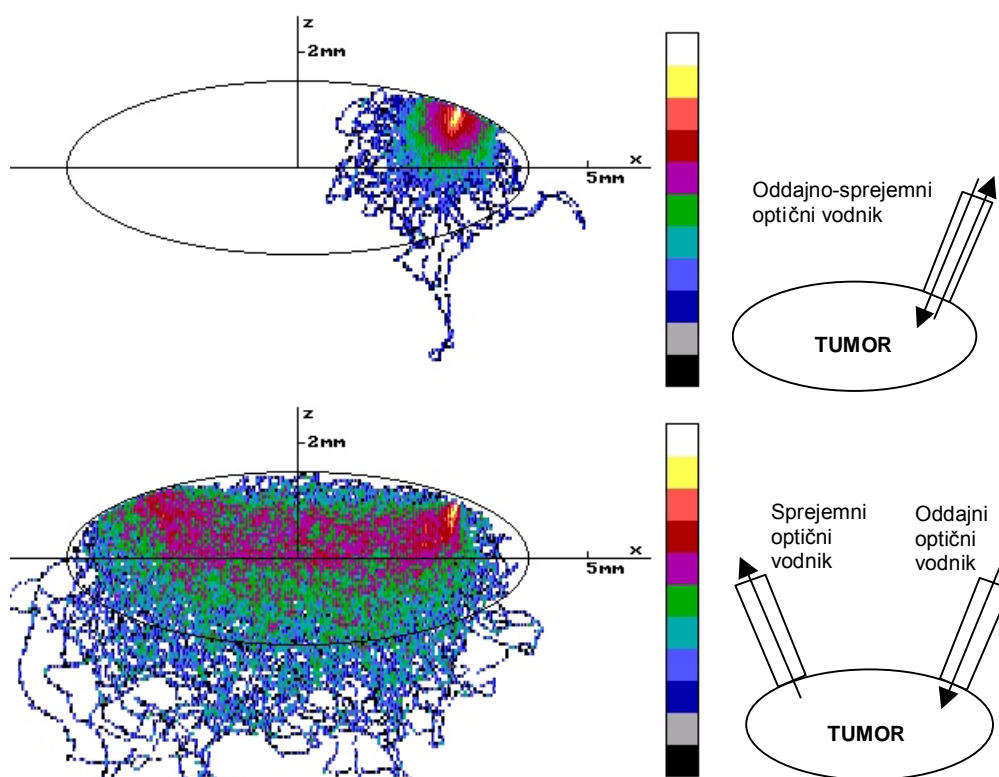 z
2mm
x
5mm
Oddajno-sprejemni
optični vodnik
TUMOR
z
2mm
x
5mm
Sprejemni
optični
vodnik
Oddajni
optični
vodnik
TUMOR